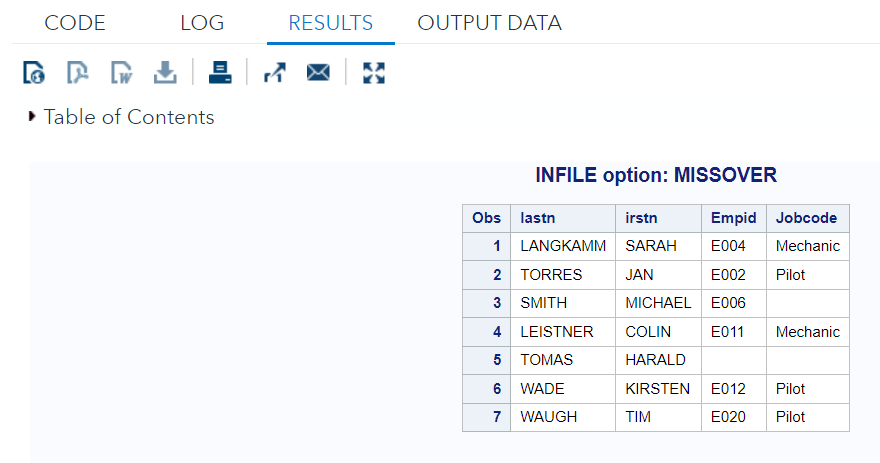 CODE LOG RESULTS OUTPUT DATA
Table of Contents
INFILE option: MISSOVER
Obs lastn irstn Empid Jobcode
1 LANGKAMM SARAH E004 Mechanic
2 TORRES JAN E002 Pilot
3 SMITH MICHAEL E006
4 LEISTNER COLIN E011 Mechanic
5 TOMAS HARALD
6 WADE KIRSTEN E012 Pilot
7 WAUGH TIM E020 Pilot